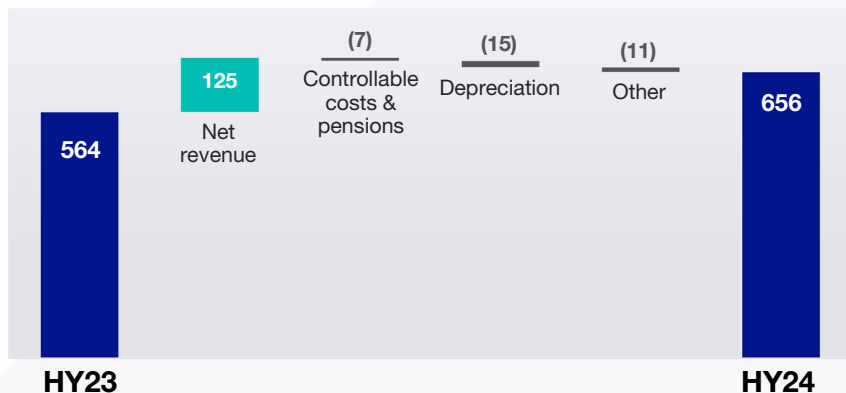 564
HY23
125
Net
revenue
(7)
Controllable
costs &
pensions
(15)
Depreciation
(11)
Other
656
HY24